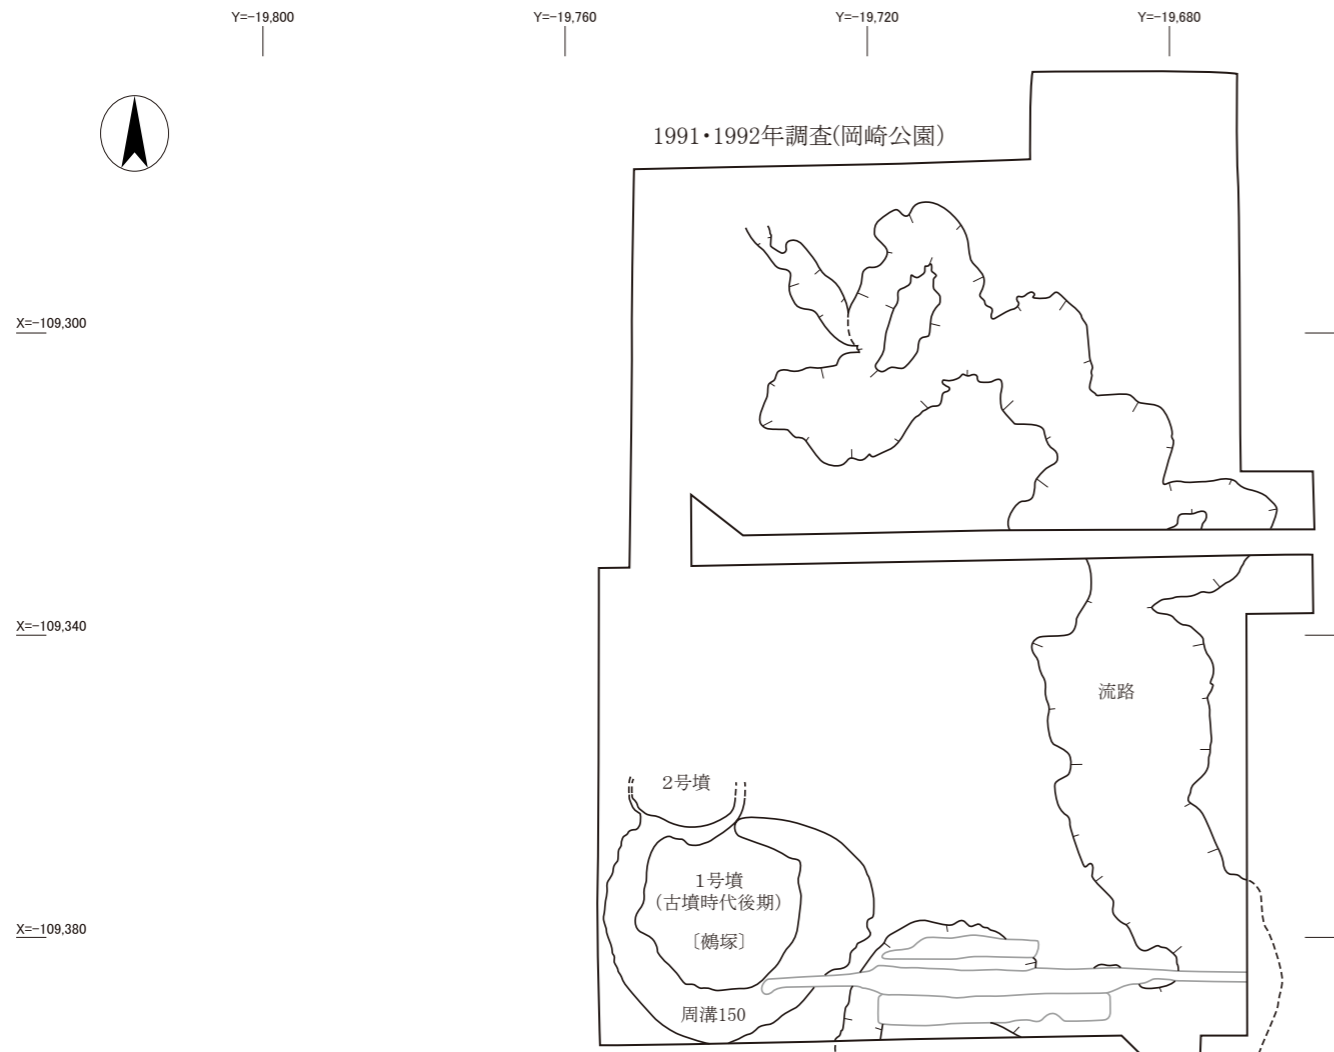 Y=-19,800
Y=-19,760
Y=-19,720
Y=-19,680
1991・1992年調査(岡崎公園)
X=-109,300
X=-109,340
流路
2号墳
1号墳
(古墳時代後期)
〔鵺塚〕
X=-109,380
周溝150